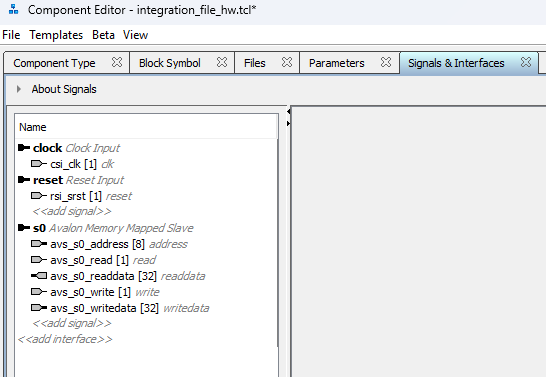 Component Editor - integration_file_hw.tcl*
File Templates Beta View
Component Type Block Symbol Files Parameters Signals & Interfaces
About Signals
Name
clock Clock Input
csi_clk [1] clk
reset Reset Input
rsi_srst [1] reset
<<add signal>>
s0 Avalon Memory Mapped Slave
avs_s0_address [8] address
avs_s0_read [1] read
avs_s0_readdata [32] readdata
avs_s0_write [1] write
avs_s0_writedata [32] writedata
<<add signal>>
<<add interface>>